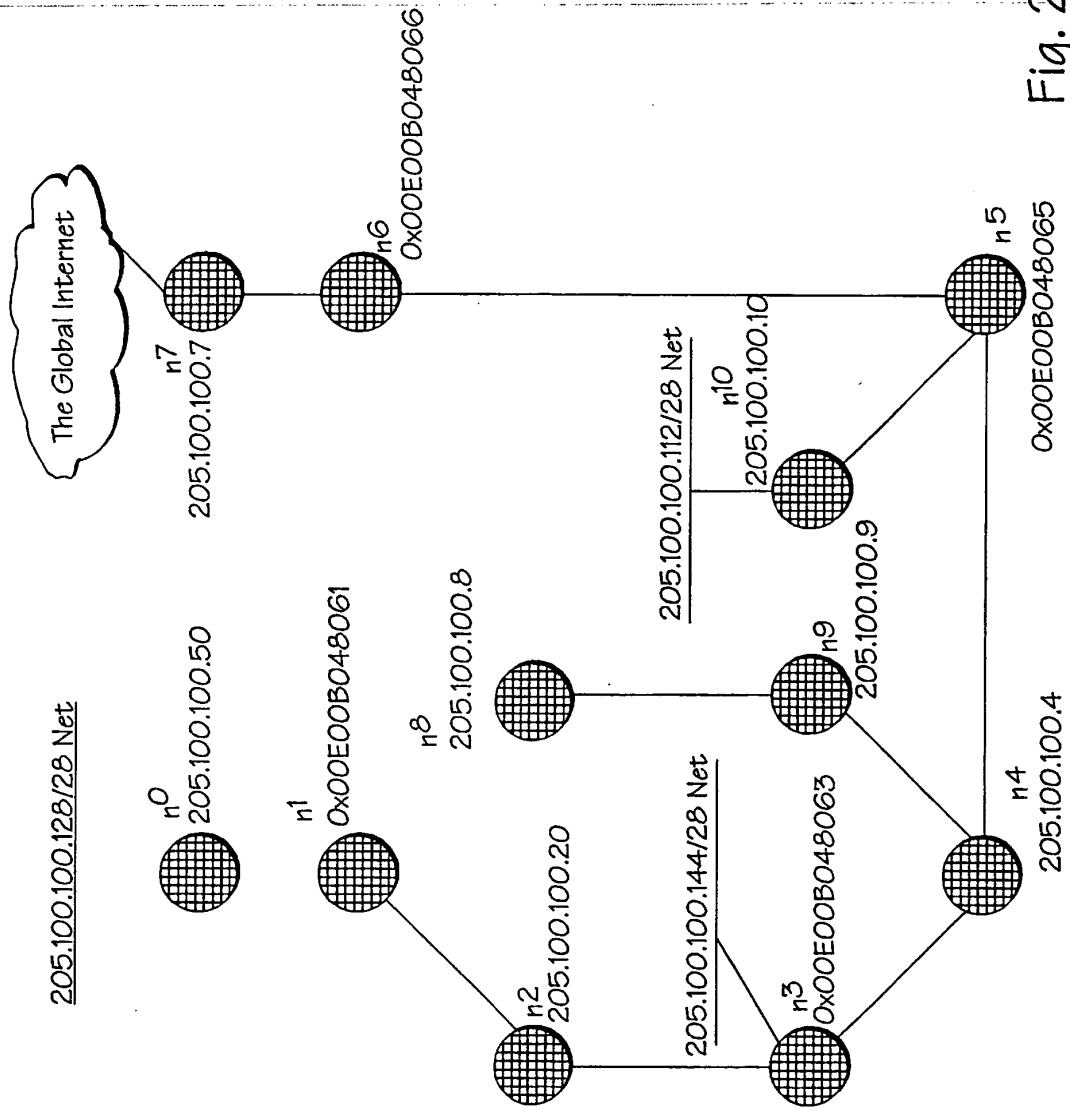 The Global Internet
n7
205.100.100.7
n6
0x00E00B048066
205.100.100.128/28 Net
n0
205.100.100.50
n1
0x00E00B048061
n8
205.100.100.8
205.100.100.112/28 Net
n10
205.100.100.10
n2
205.100.100.20
205.100.100.144/28 Net
n3
0x00E00B048063
n9
205.100.100.9
n4
205.100.100.4
n5
0x00E00B048065
Fig. 2